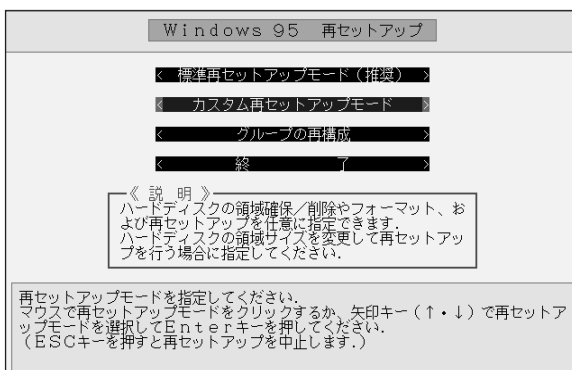 Windows 95 再セットアップ
< 標準再セットアップモード（推奨） >
< カスタム再セットアップモード >
< グループの再構成 >
< 終 了 >
《 説 明 》
ハードディスクの領域確保／削除やフォーマット、お
よび再セットアップを任意に指定できます.
ハードディスクの領域サイズを変更して再セットアッ
プを行う場合に指定してください.
再セットアップモードを指定してください.
マウスで再セットアップモードをクリックするか、矢印キー（↑・↓）で再セットア
ップモードを選択してEnterキーを押してください.
（ESCキーを押すと再セットアップを中止します.）